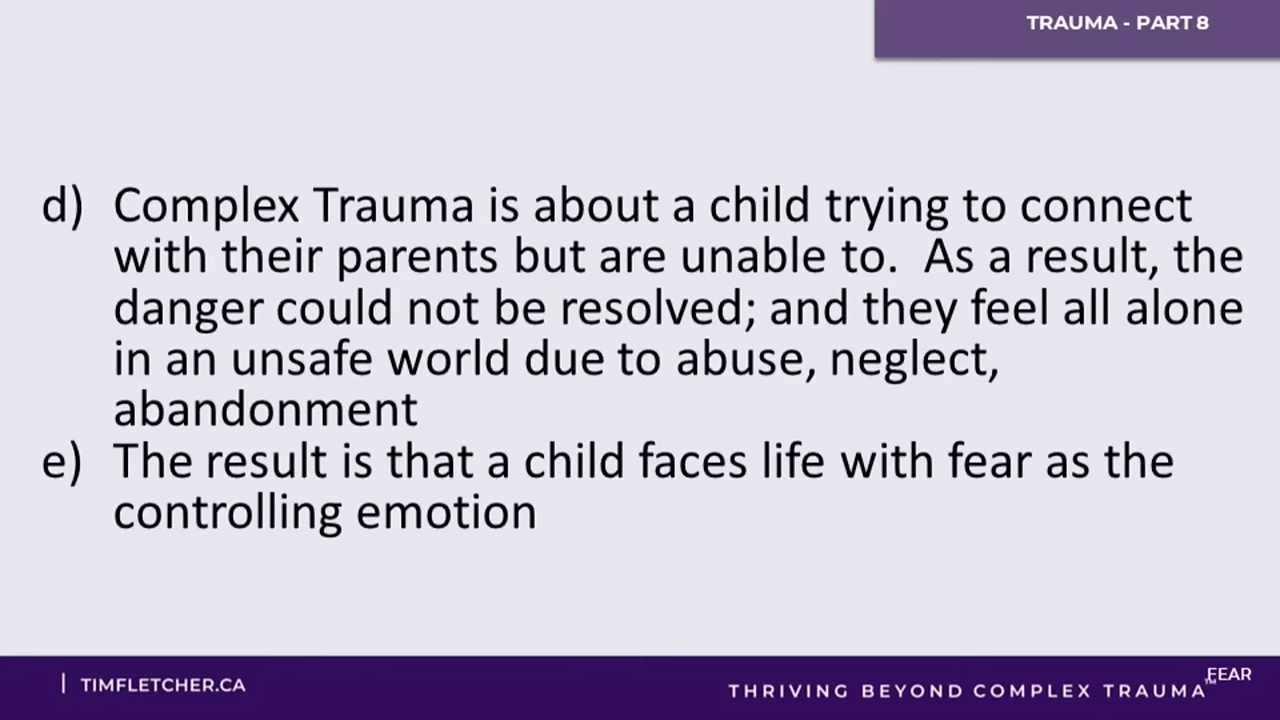 TRAUMA - PART 8
d) Complex Trauma is about a child trying to connect
with their parents but are unable to.  As a result, the
danger could not be resolved; and they feel all alone
in an unsafe world due to abuse, neglect,
abandonment
e) The result is that a child faces life with fear as the
controlling emotion
| TIMFLETCHER.CA
THRIVING BEYOND COMPLEX TRAUMA™
FEAR